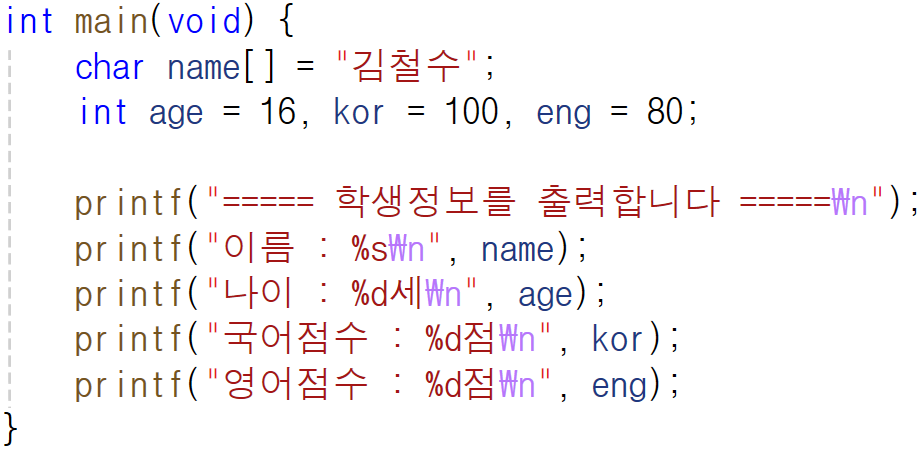 int main(void) {
char name[] = "김철수";
int age = 16, kor = 100, eng = 80;
printf("===== 학생정보를 출력합니다 =====₩n");
printf("이름 : %s₩n", name);
printf("나이 : %d세₩n", age);
printf("국어점수 : %d점₩n", kor);
printf("영어점수 : %d점₩n", eng);
}